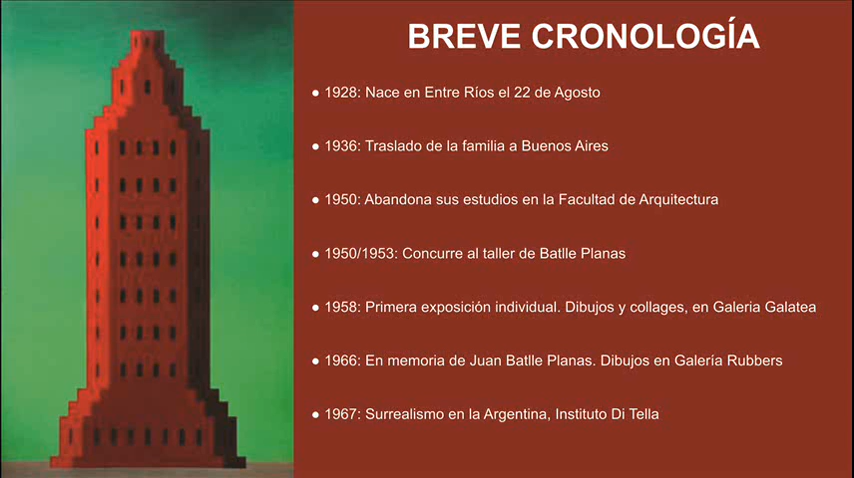 BREVE CRONOLOGÍA
● 1928: Nace en Entre Ríos el 22 de Agosto
● 1936: Traslado de la familia a Buenos Aires
● 1950: Abandona sus estudios en la Facultad de Arquitectura
● 1950/1953: Concurre al taller de Batlle Planas
● 1958: Primera exposición individual. Dibujos y collages, en Galeria Galatea
● 1966: En memoria de Juan Batlle Planas. Dibujos en Galería Rubbers
● 1967: Surrealismo en la Argentina, Instituto Di Tella